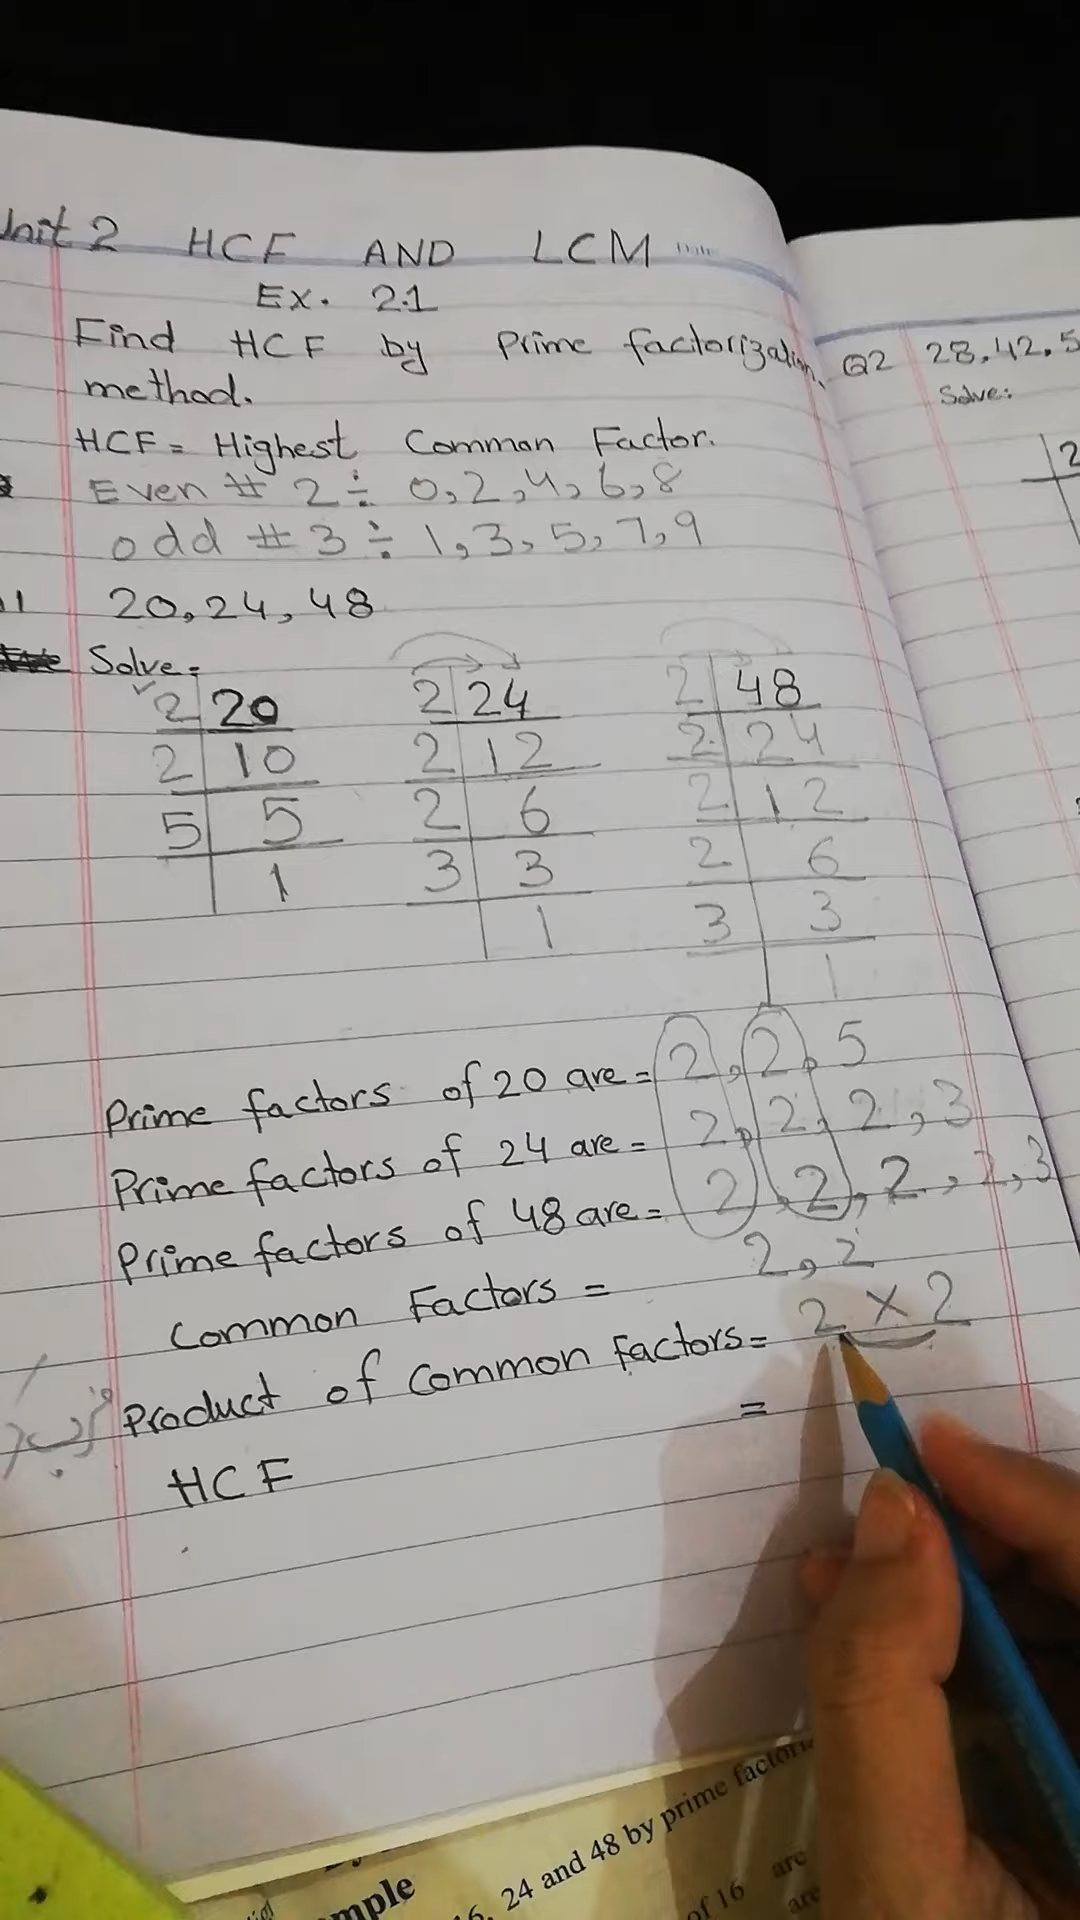 Unit 2 HCF AND LCM
Ex. 2.1
Find HCF by Prime factorization
method.
HCF = Highest Common Factor.
Even # 2 ÷ 0, 2, 4, 6, 8
odd # 3 ÷ 1, 3, 5, 7, 9
20, 24, 48
Solve:
2 20 2 24 2 48
2 10 2 12 2 24
5 5 2 6 2 12
1 3 3 2 6
1 3 3
1
Prime factors of 20 are = 2, 2, 5
Prime factors of 24 are = 2, 2, 2, 3
Prime factors of 48 are = 2, 2, 2, 2, 3
Common Factors = 2, 2
Product of Common factors = 2 × 2
HCF =
Q2 28, 42, 5
Solve:
2
24 and 48 by prime
of 16 are
are